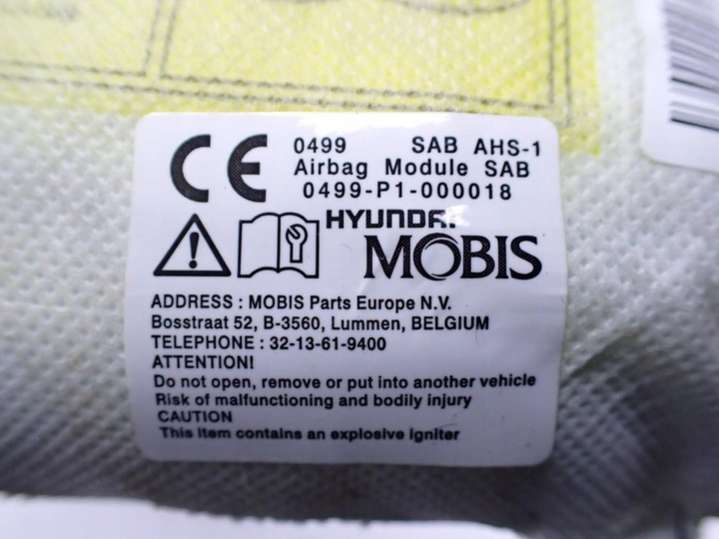 CE 0499 SAB AHS-1
Airbag Module SAB
0499-P1-000018
HYUNDAI
MOBIS
ADDRESS : MOBIS Parts Europe N.V.
Bosstraat 52, B-3560, Lummen, BELGIUM
TELEPHONE : 32-13-61-9400
ATTENTION!
Do not open, remove or put into another vehicle
Risk of malfunctioning and bodily injury
CAUTION
This item contains an explosive igniter